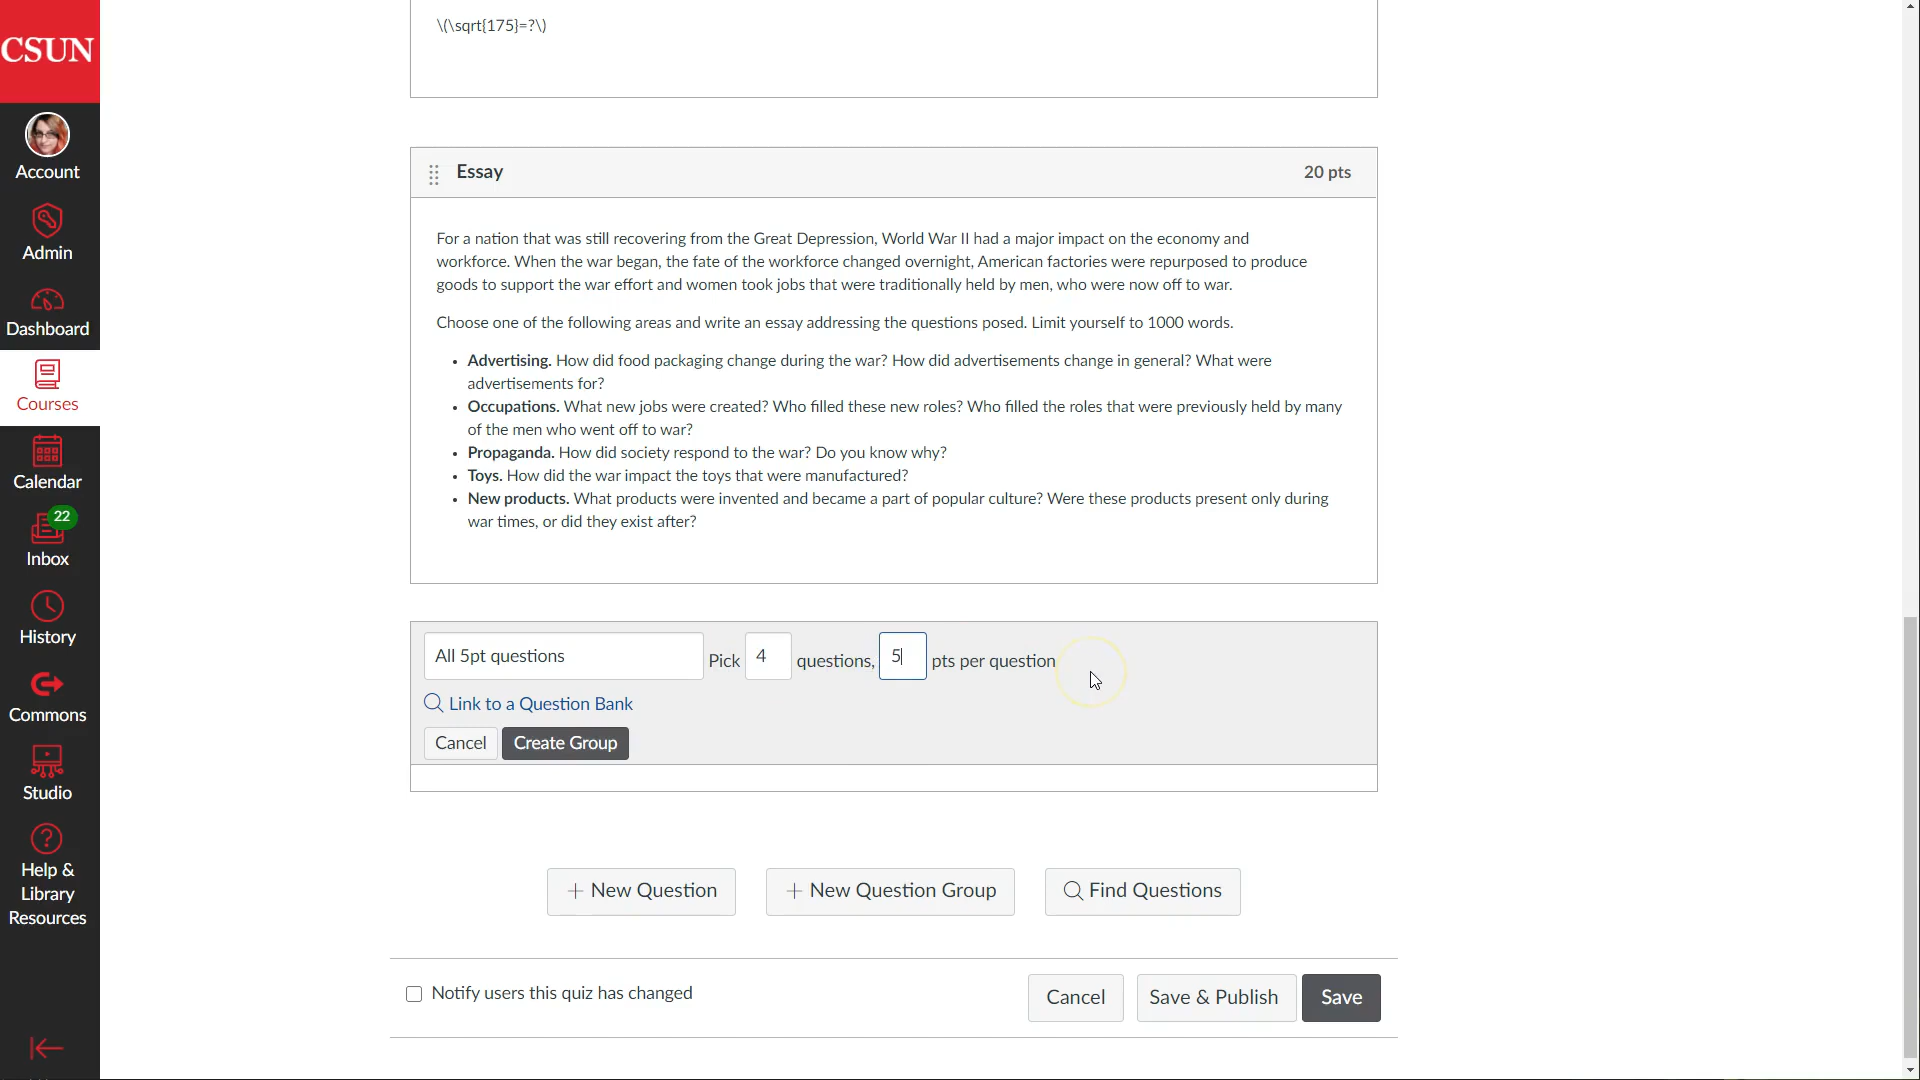 \(\sqrt{175}=?\)
CSUN
Account
Admin
Dashboard
Courses
Calendar
22
Inbox
History
Commons
Studio
Help &
Library
Resources
Essay
20 pts
For a nation that was still recovering from the Great Depression, World War II had a major impact on the economy and
workforce. When the war began, the fate of the workforce changed overnight, American factories were repurposed to produce
goods to support the war effort and women took jobs that were traditionally held by men, who were now off to war.
Choose one of the following areas and write an essay addressing the questions posed. Limit yourself to 1000 words.
• Advertising. How did food packaging change during the war? How did advertisements change in general? What were
advertisements for?
• Occupations. What new jobs were created? Who filled these new roles? Who filled the roles that were previously held by many
of the men who went off to war?
• Propaganda. How did society respond to the war? Do you know why?
• Toys. How did the war impact the toys that were manufactured?
• New products. What products were invented and became a part of popular culture? Were these products present only during
war times, or did they exist after?
All 5pt questions Pick 4 questions, 5 pts per question
Link to a Question Bank
Cancel Create Group
+ New Question + New Question Group Find Questions
Notify users this quiz has changed
Cancel Save & Publish Save